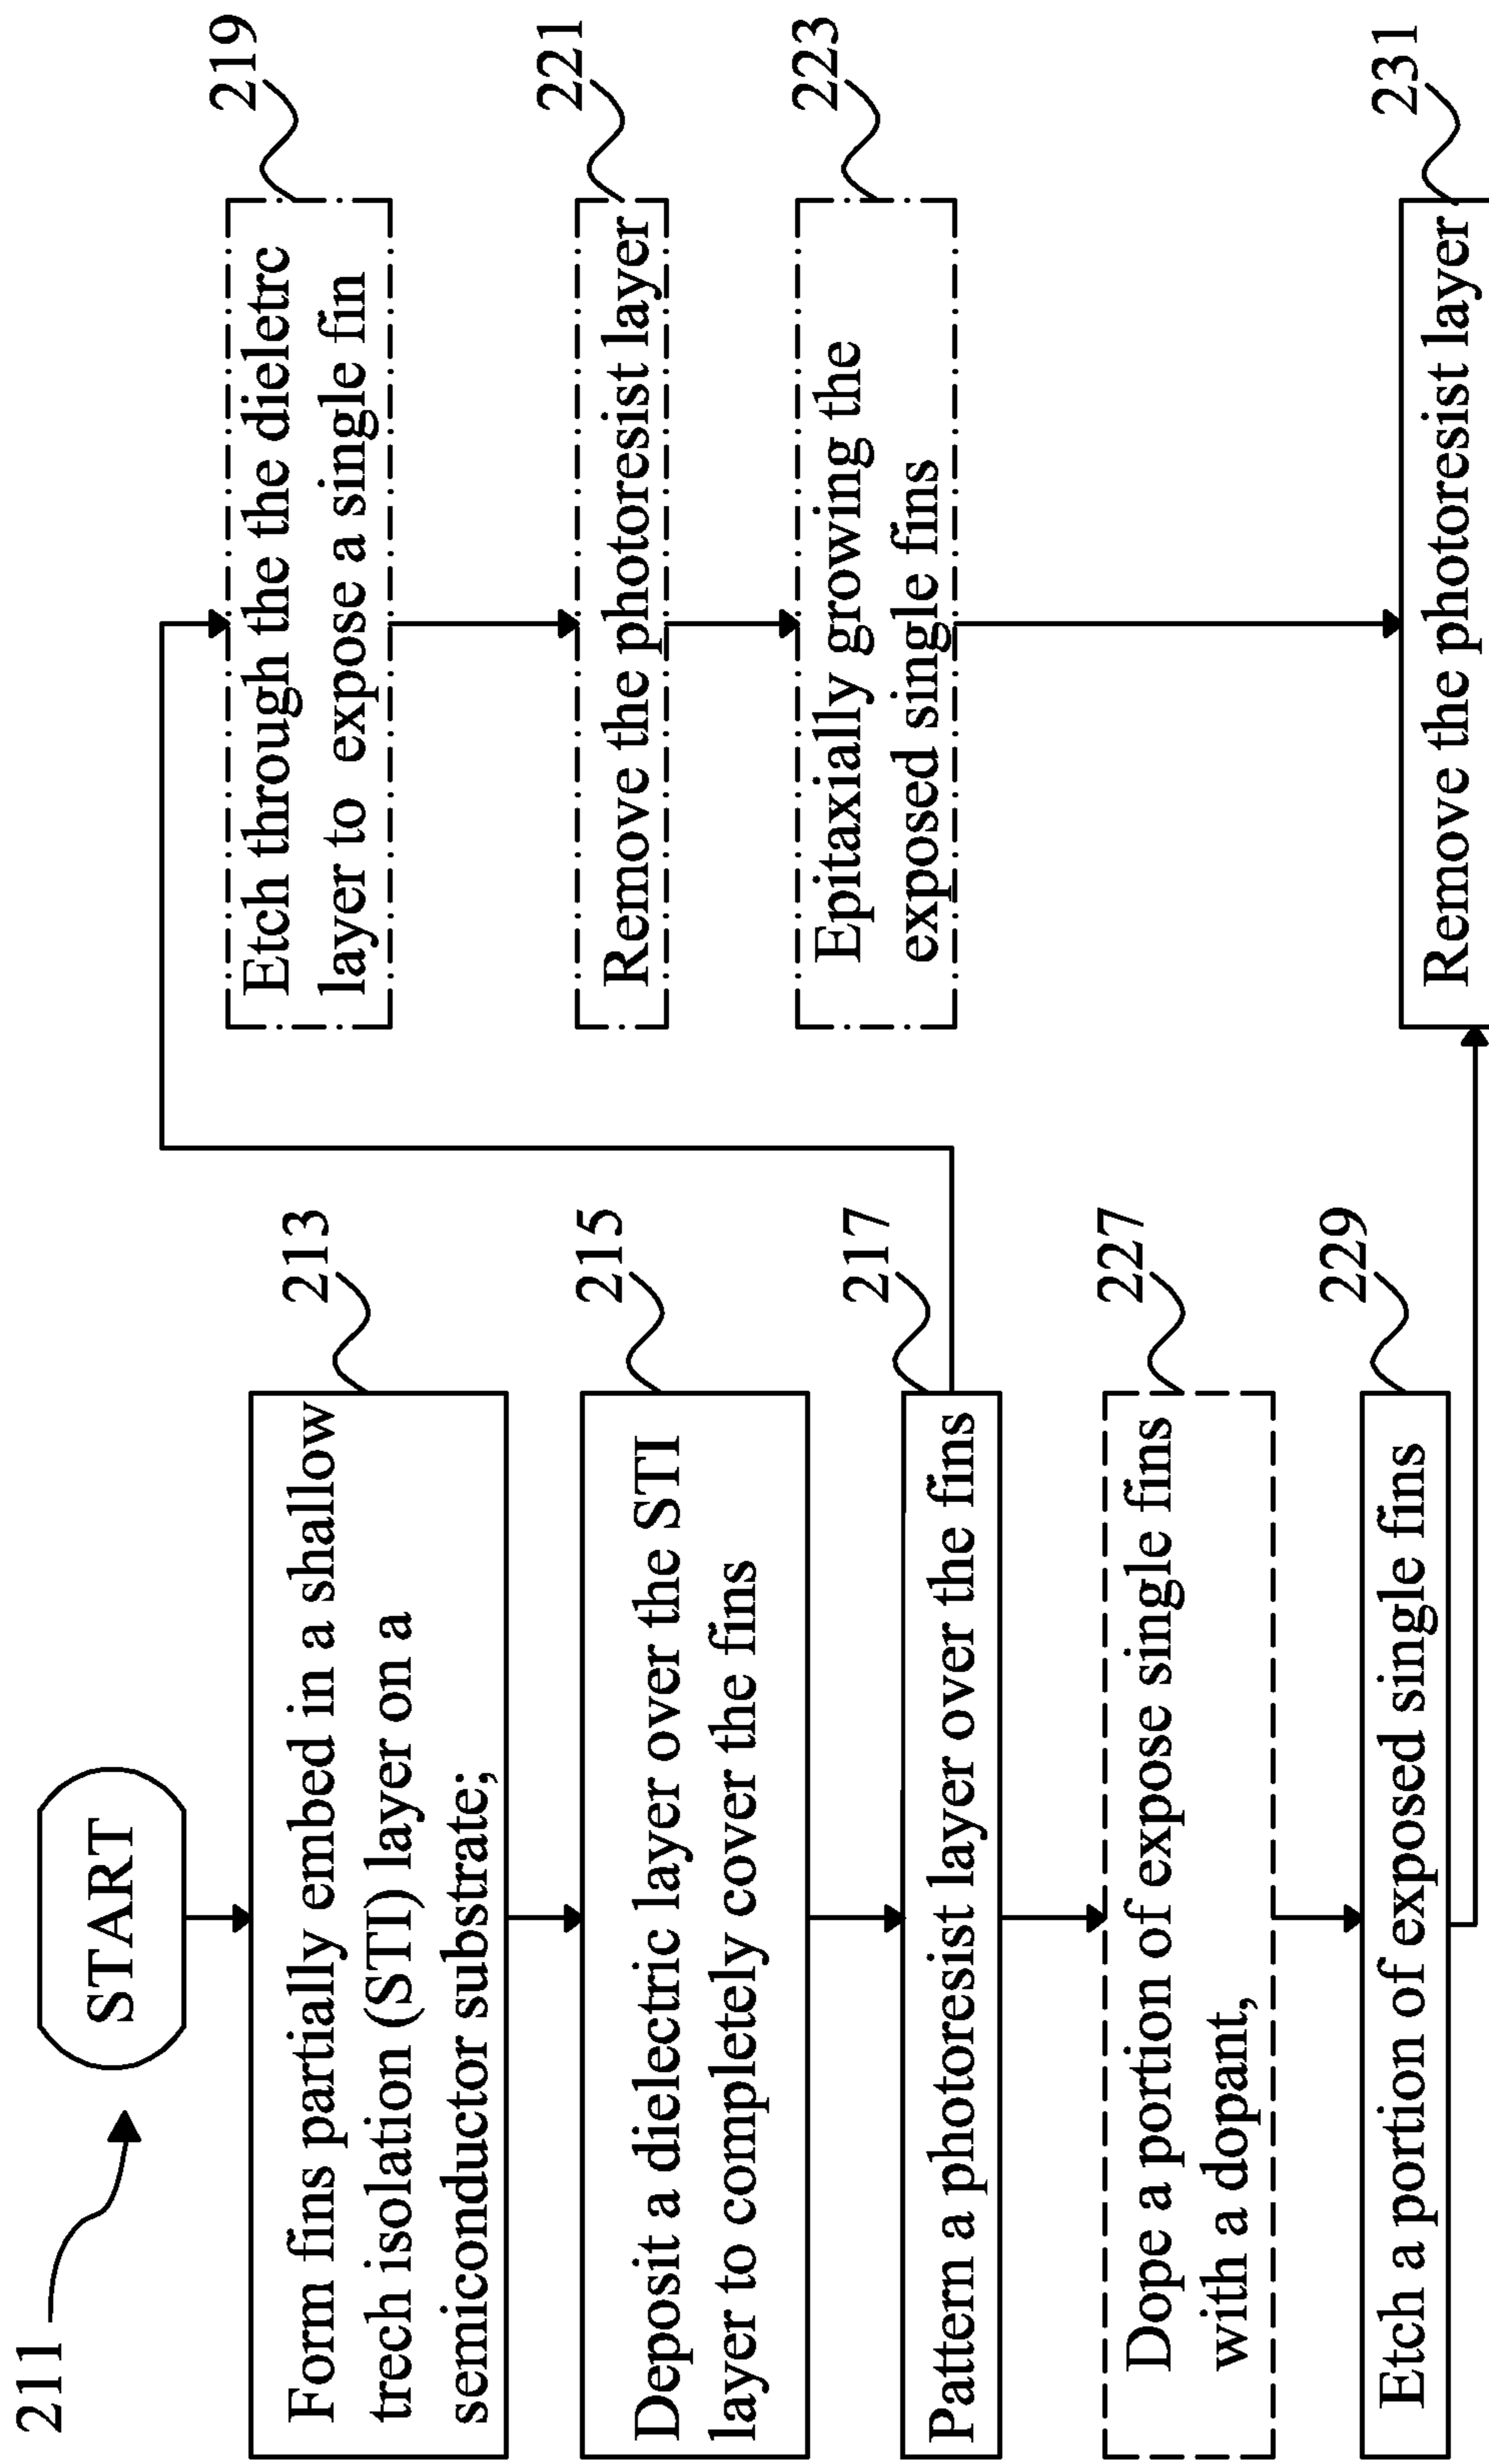 211
START
Form fins partially embed in a shallow
trech isolation (STI) layer on a
semiconductor substrate;
213
Deposit a dielectric layer over the STI
layer to completely cover the fins
215
Pattern a photoresist layer over the fins
217
Dope a portion of expose single fins
with a dopant,
227
Etch a portion of exposed single fins
229
Etch through the the dieletrc
layer to expose a single fin
219
Remove the photoresist layer
221
Epitaxially growing the
exposed single fins
223
Remove the photoresist layer
231